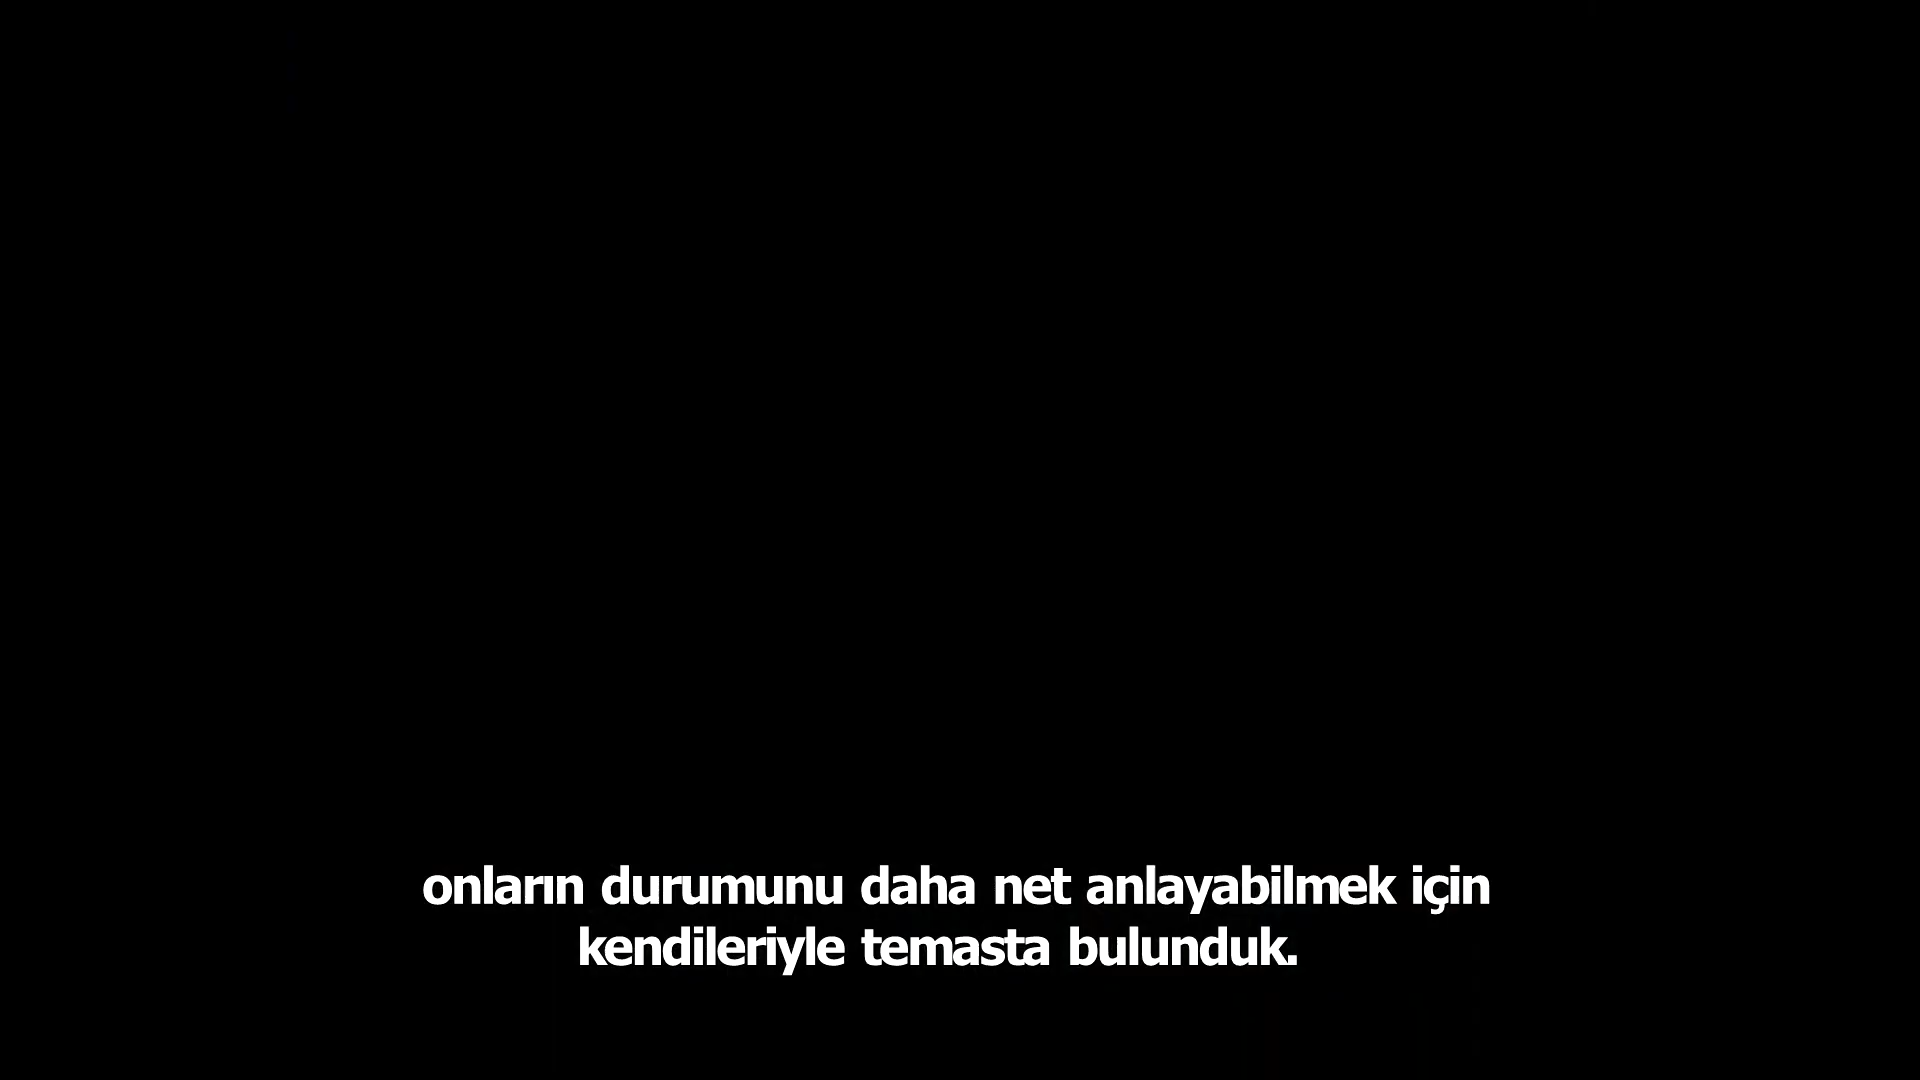 onların durumunu daha net anlayabilmek için
kendileriyle temasta bulunduk.